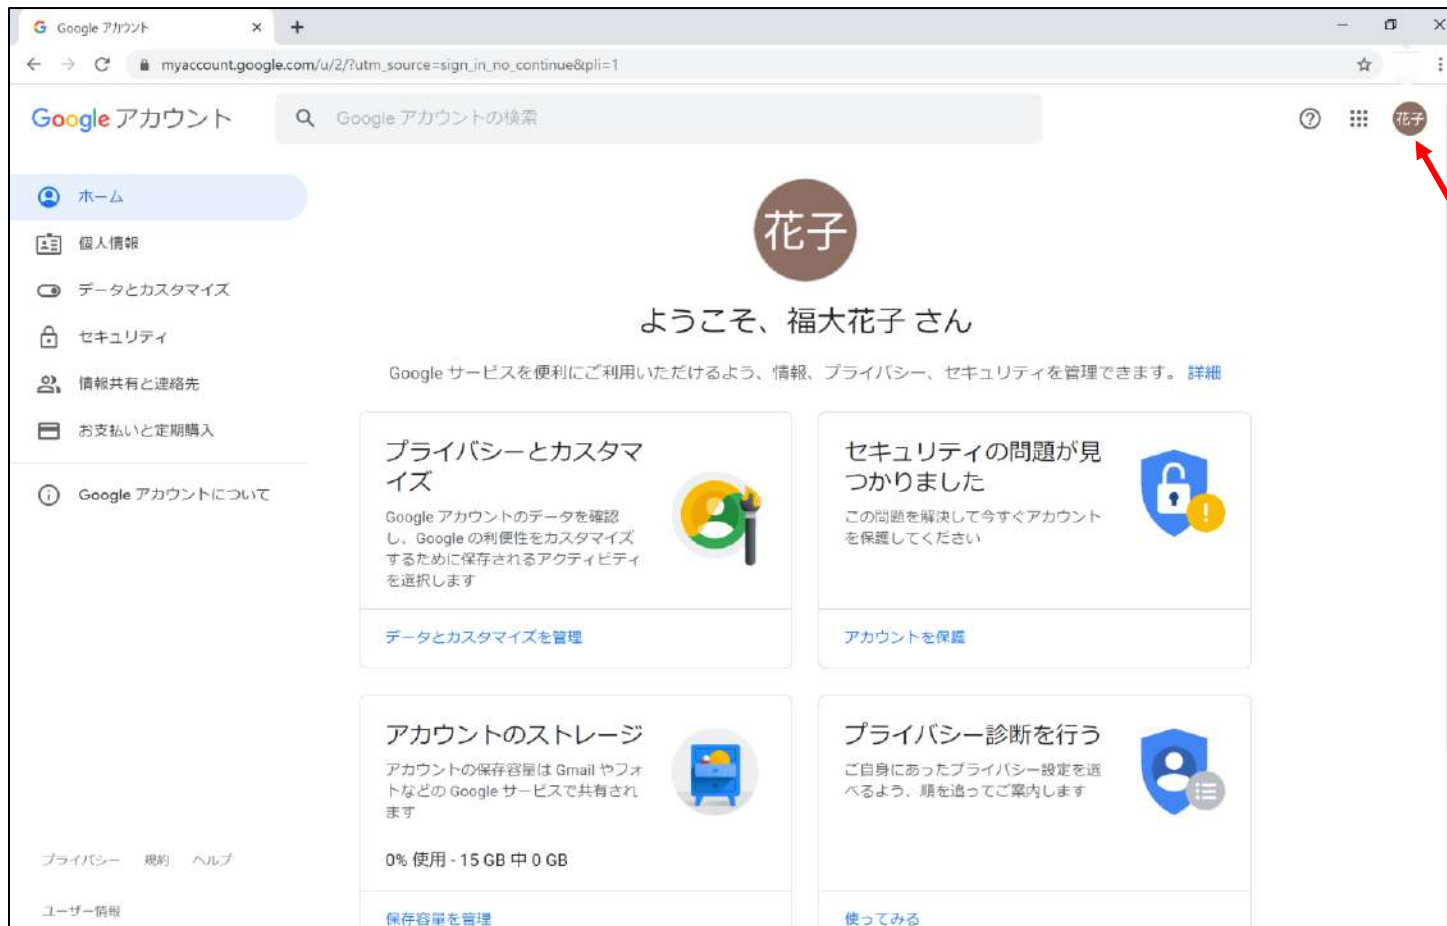 Google アカウント
myaccount.google.com/u/2/?utm_source=sign_in_no_continue&pli=1
Google アカウント
Google アカウントの検索
花子
ホーム
個人情報
データとカスタマイズ
セキュリティ
情報共有と連絡先
お支払いと定期購入
Google アカウントについて
花子
ようこそ、福大花子 さん
Google サービスを便利にご利用いただけるよう、情報、プライバシー、セキュリティを管理できます。 詳細
プライバシーとカスタマ
イズ
Google アカウントのデータを確認
し、Google の利便性をカスタマイズ
するために保存されるアクティビティ
を選択します
データとカスタマイズを管理
セキュリティの問題が見
つかりました
この問題を解決して今すぐアカウント
を保護してください
アカウントを保護
アカウントのストレージ
アカウントの保存容量は Gmail やフォ
トなどの Google サービスで共有され
ます
0% 使用 - 15 GB 中 0 GB
保存容量を管理
プライバシー診断を行う
ご自身にあったプライバシー設定を選
べるよう、順を追ってご案内します
使ってみる
プライバシー 規約 ヘルプ
ユーザー情報